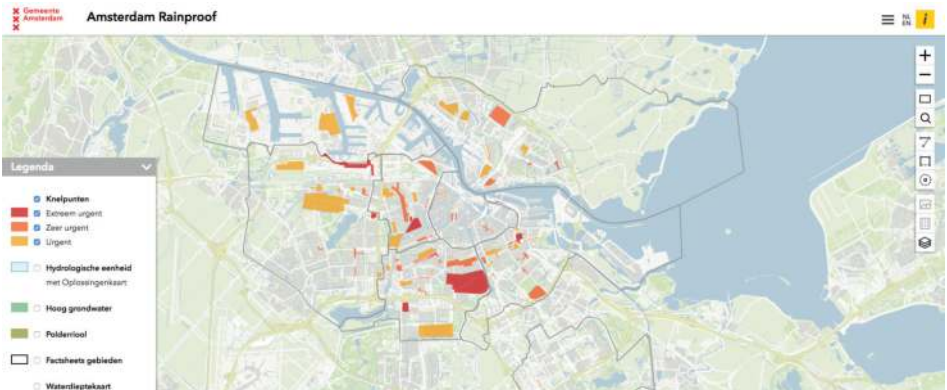 Gemeente
Amsterdam
Amsterdam Rainproof
NL
EN
i
Legenda
Knelpunten
Extreem urgent
Zeer urgent
Urgent
Hydrologische eenheid
met Oplossingenkaart
Hoog grondwater
Polderriool
Factsheets gebieden
Waterdieptekaart